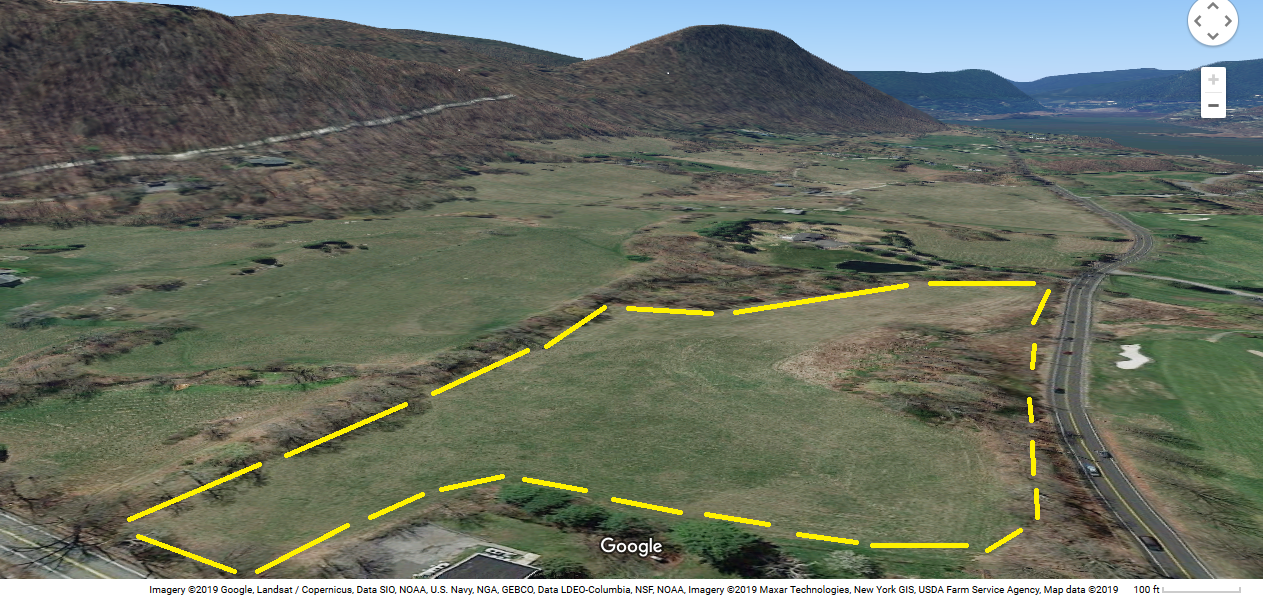 Google
Imagery ©2019 Google, Landsat / Copernicus, Data SIO, NOAA, U.S. Navy, NGA, GEBCO, Data LDEO-Columbia, NSF, NOAA, Imagery ©2019 Maxar Technologies, New York GIS, USDA Farm Service Agency, Map data ©2019 100 ft